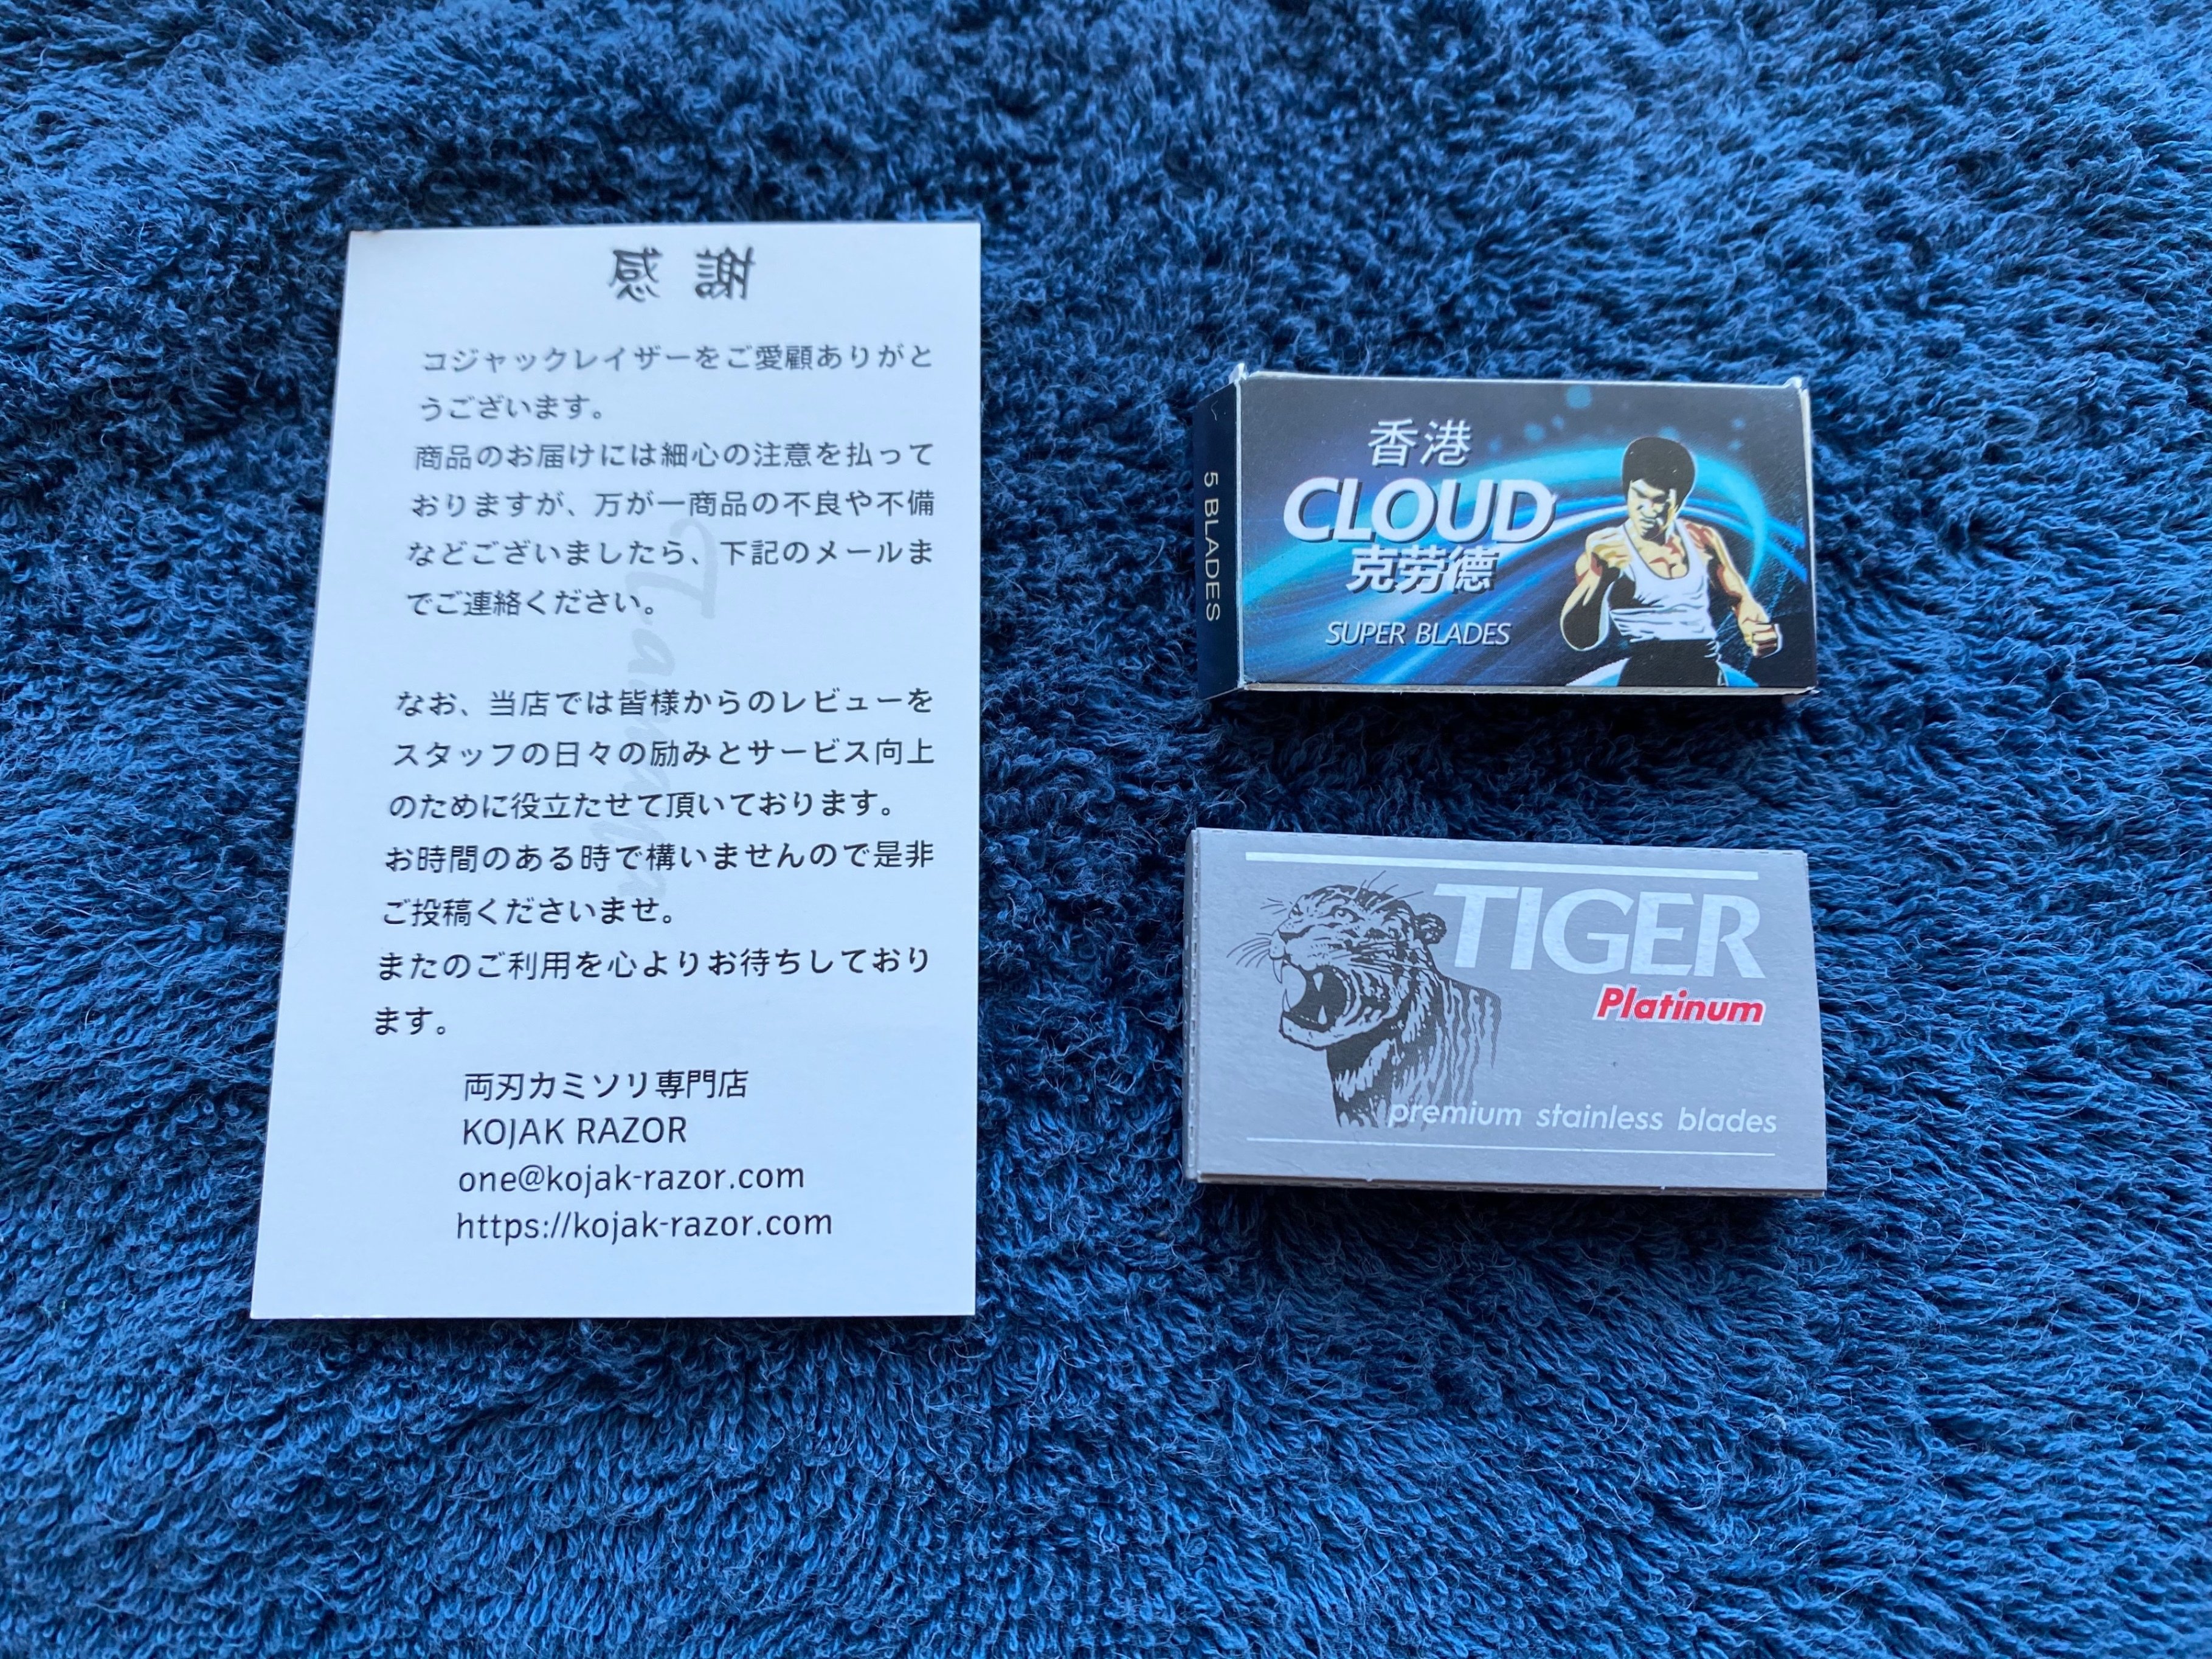 感謝
コジャックレイザーをご愛顧ありがと
うございます。
商品のお届けには細心の注意を払って
おりますが、万が一商品の不良や不備
などございましたら、下記のメールま
でご連絡ください。
なお、当店では皆様からのレビューを
スタッフの日々の励みとサービス向上
のために役立たせて頂いております。
お時間のある時で構いませんので是非
ご投稿くださいませ。
またのご利用を心よりお待ちしており
ます。
両刃カミソリ専門店
KOJAK RAZOR
one@kojak-razor.com
https://kojak-razor.com
5 BLADES
香港
CLOUD
克劳德
SUPER BLADES
TIGER
Platinum
premium stainless blades